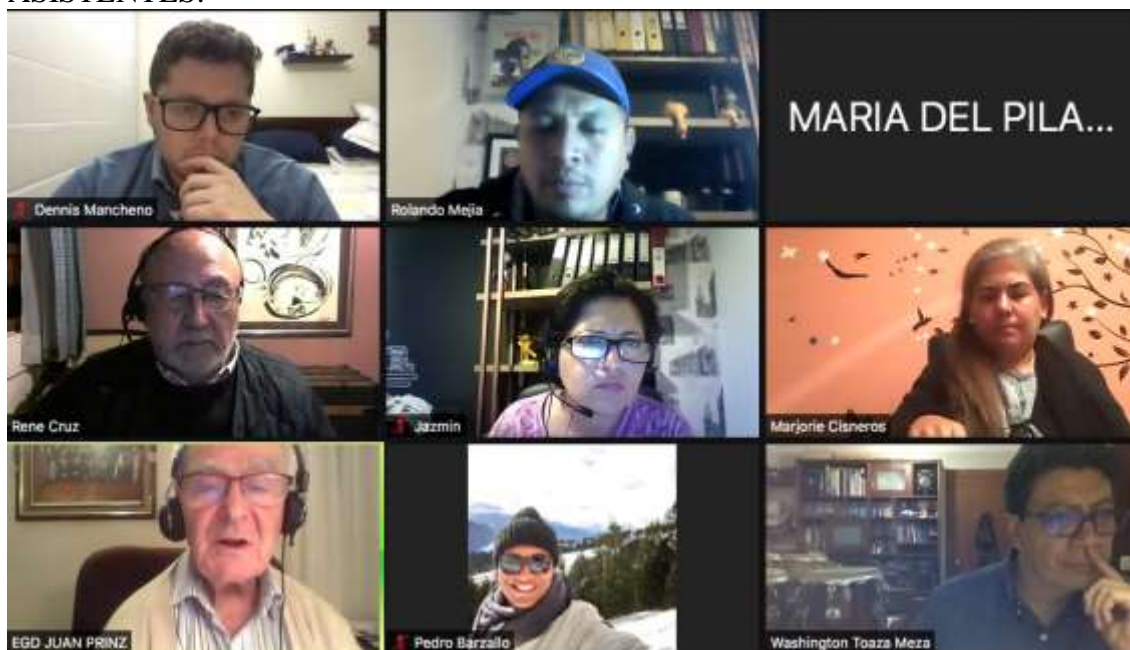 ASISTENTES:
MARIA DEL PILA...
Dennis Mancheno
Rolando Mejia
Rene Cruz
Jazmin
Marjorie Cisneros
EGD JUAN PRINZ
Pedro Barzallo
Washington Toaza Meza